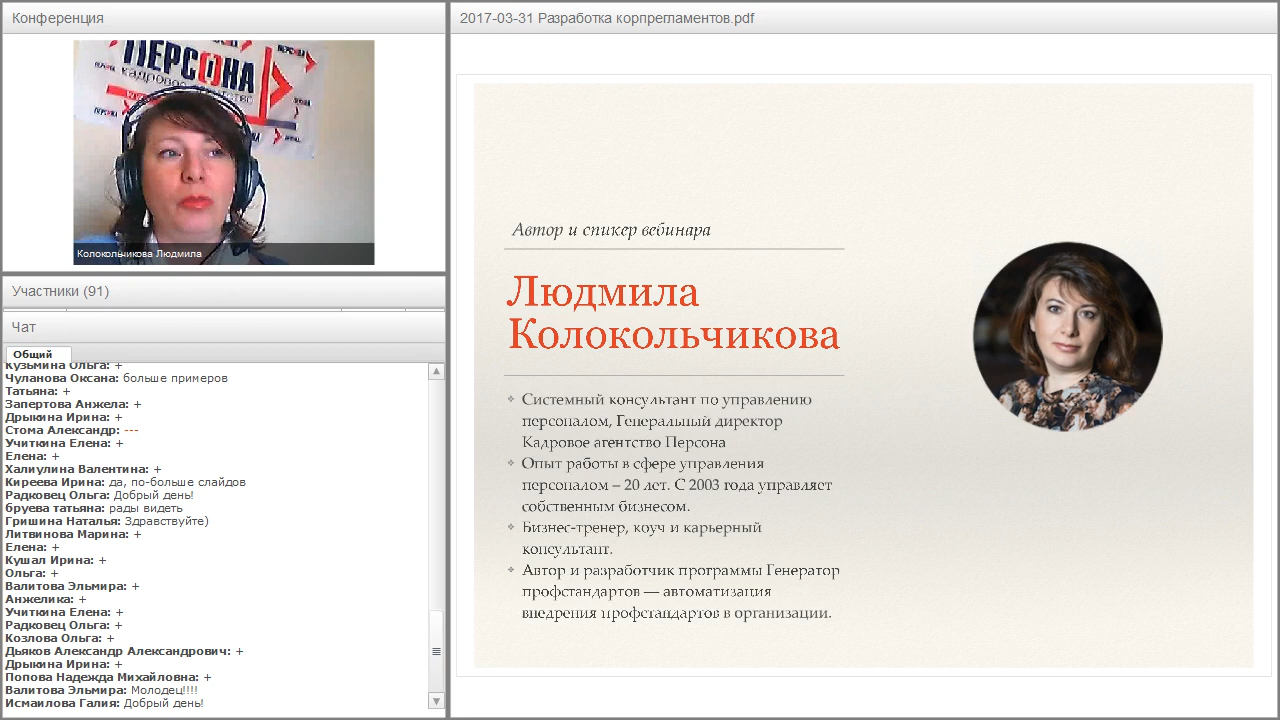 Конференция
ПЕРСОНА
Колокольчикова Людмила
Участники (91)
Чат
Общий
Кузьмина Ольга: +
Чуланова Оксана: больше примеров
Татьяна: +
Запертова Анжела: +
Дрыкина Ирина: +
Стома Александр: ---
Учиткина Елена: +
Елена: +
Халиулина Валентина: +
Киреева Ирина: да, по-больше слайдов
Радковец Ольга: Добрый день!
бруева татьяна: рады видеть
Гришина Наталья: Здравствуйте)
Литвинова Марина: +
Елена: +
Кушал Ирина: +
Ольга: +
Валитова Эльмира: +
Анжелика: +
Учиткина Елена: +
Радковец Ольга: +
Козлова Ольга: +
Дьяков Александр Александрович: +
Дрыкина Ирина: +
Попова Надежда Михайловна: +
Валитова Эльмира: Молодец!!!!
Исмаилова Галия: Добрый день!
2017-03-31 Разработка корпрегламентов.pdf
Автор и спикер вебинара
Людмила
Колокольчикова
Системный консультант по управлению
персоналом, Генеральный директор
Кадровое агентство Персона
Опыт работы в сфере управления
персоналом – 20 лет. С 2003 года управляет
собственным бизнесом.
Бизнес-тренер, коуч и карьерный
консультант.
Автор и разработчик программы Генератор
профстандартов — автоматизация
внедрения профстандартов в организации.